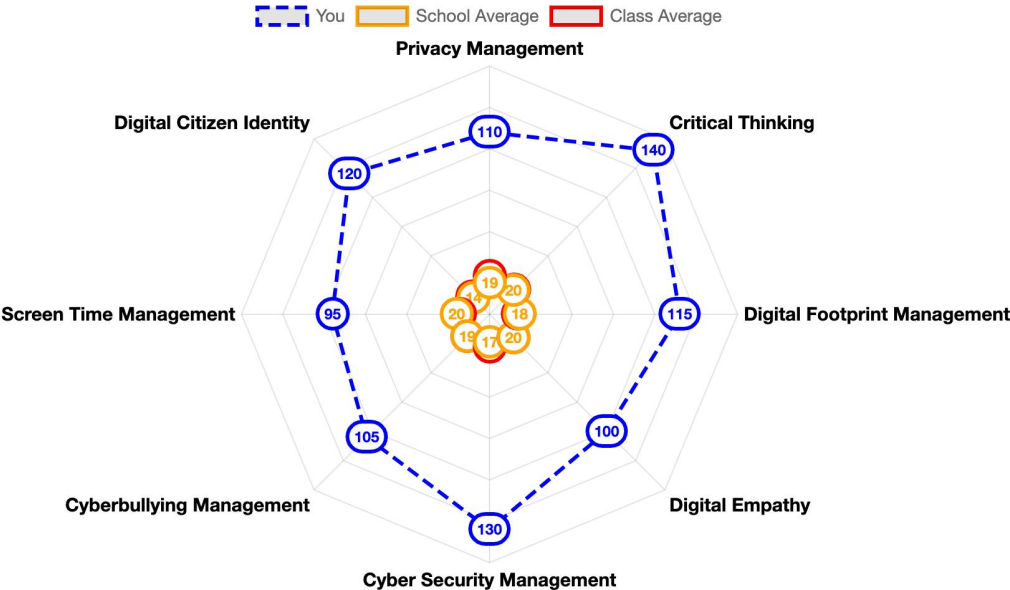 You School Average Class Average
Privacy Management
Digital Citizen Identity
Critical Thinking
110
140
120
19
20
14
Screen Time Management
95
20
18
115
Digital Footprint Management
19
17
20
105
100
Cyberbullying Management
Digital Empathy
130
Cyber Security Management